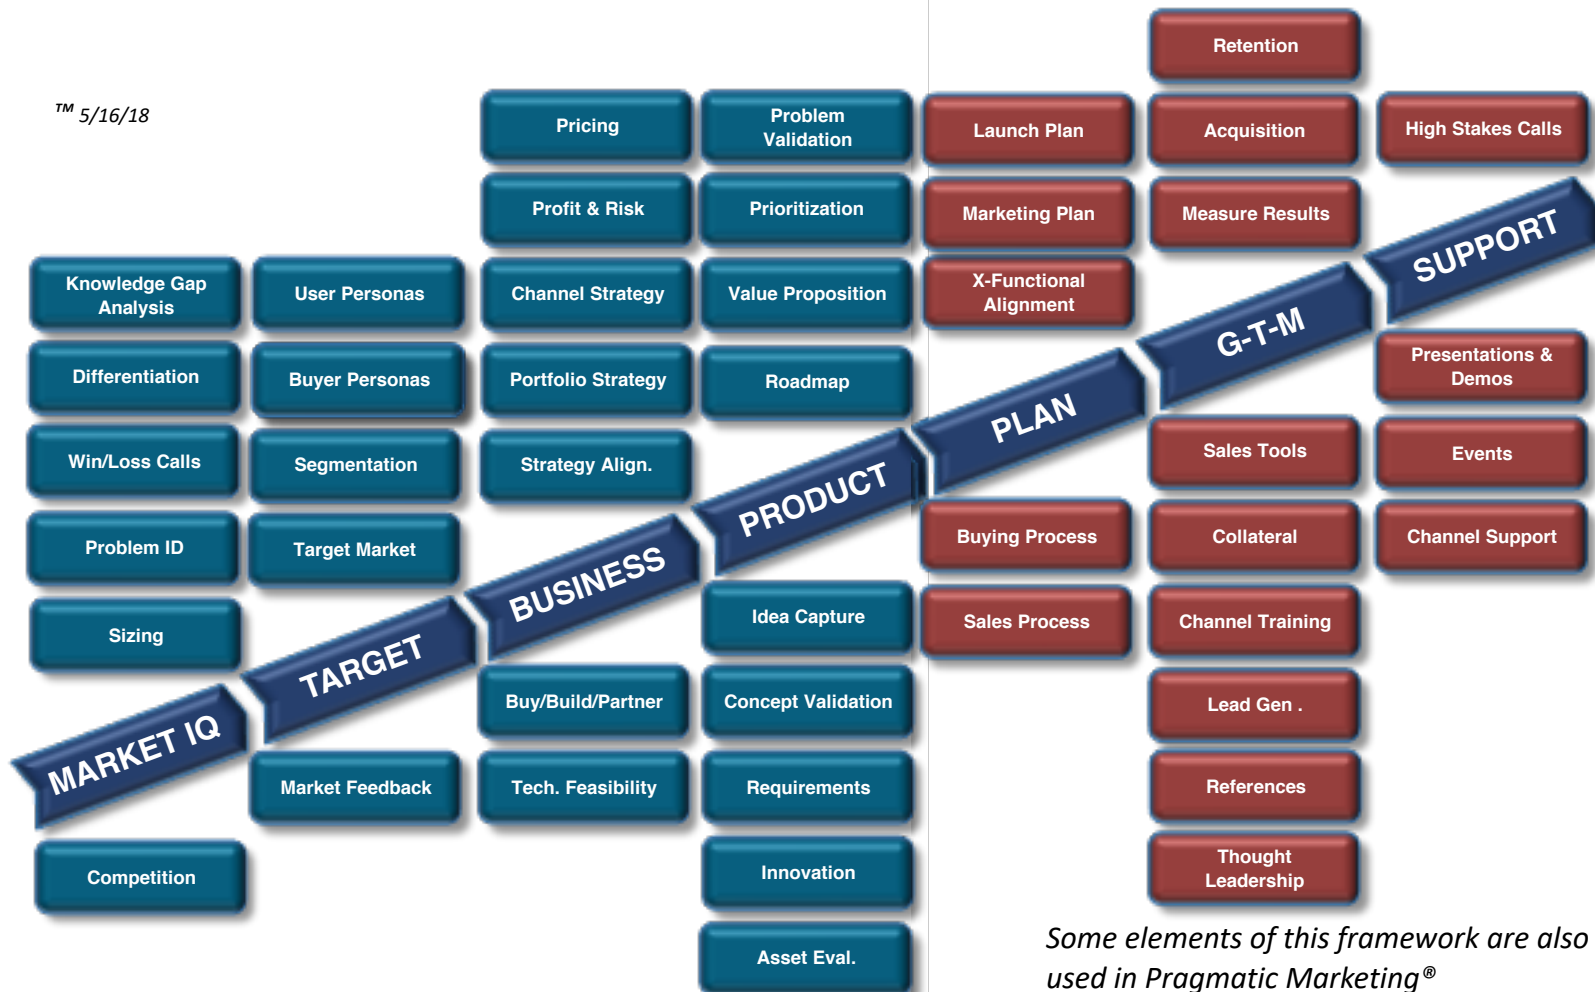 ™ 5/16/18
Knowledge Gap
Analysis
Differentiation
Win/Loss Calls
Problem ID
Sizing
MARKET IQ
Competition
User Personas
Buyer Personas
Segmentation
Target Market
TARGET
Market Feedback
Pricing
Profit & Risk
Channel Strategy
Portfolio Strategy
Strategy Align.
BUSINESS
Buy/Build/Partner
Tech. Feasibility
Problem
Validation
Prioritization
Value Proposition
Roadmap
PRODUCT
Idea Capture
Concept Validation
Requirements
Innovation
Asset Eval.
Launch Plan
Marketing Plan
X-Functional
Alignment
PLAN
Buying Process
Sales Process
Retention
Acquisition
Measure Results
G-T-M
Sales Tools
Collateral
Channel Training
Lead Gen .
References
Thought
Leadership
High Stakes Calls
SUPPORT
Presentations &
Demos
Events
Channel Support
Some elements of this framework are also
used in Pragmatic Marketing®